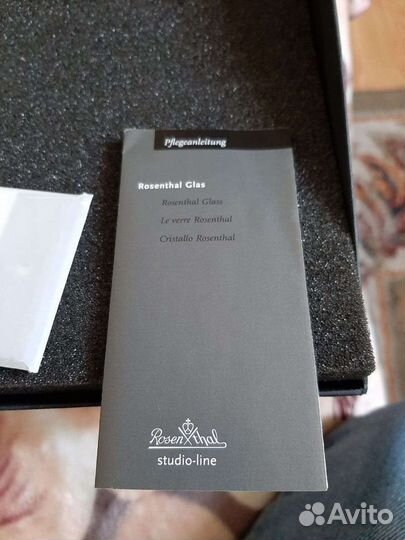 Pflegeanleitung
Rosenthal Glas
Rosenthal Glass
Le verre Rosenthal
Cristallo Rosenthal
Rosenthal
studio-line
Avito